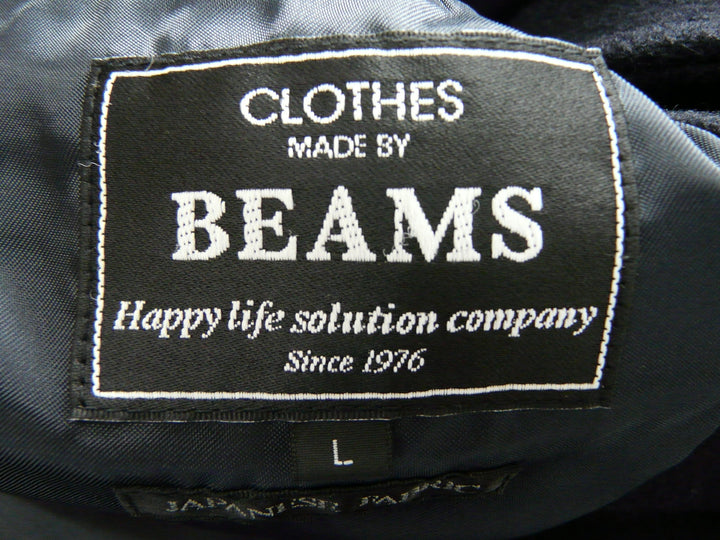 CLOTHES
MADE BY
BEAMS
Happy life solution company
Since 1976
L
JAPANESE FABRIC